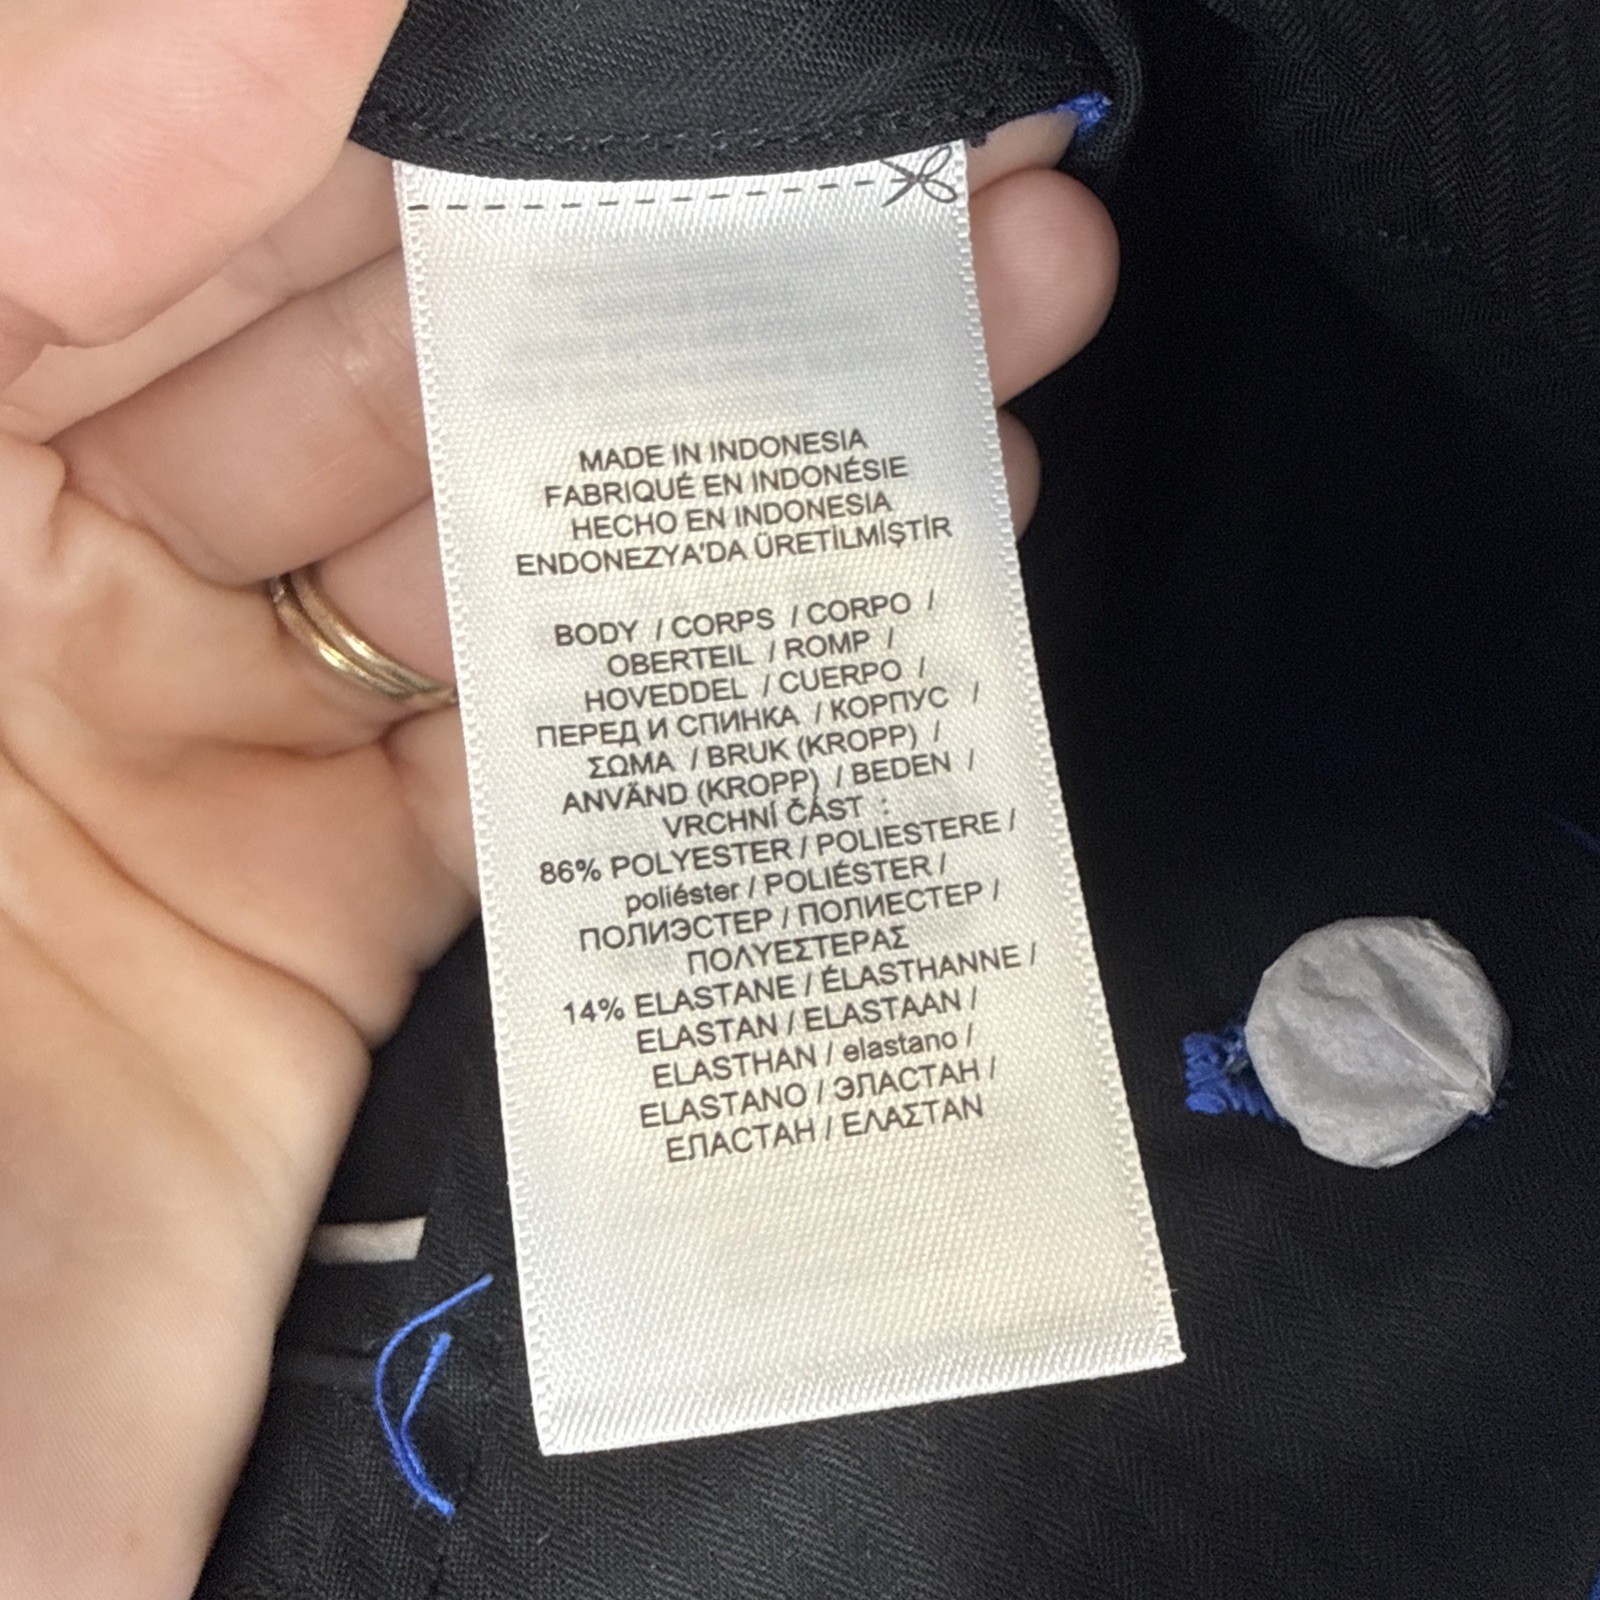 MADE IN INDONESIA
FABRIQUÉ EN INDONÉSIE
HECHO EN INDONESIA
ENDONEZYA'DA ÜRETİLMİŞTİR
BODY / CORPS / CORPO /
OBERTEIL / ROMP /
HOVEDDEL / CUERPO /
ПЕРЕД И СПИНКА / КОРПУС /
ΣΩΜΑ / BRUK (KROPP) /
ANVÄND (KROPP) / BEDEN /
VRCHNÍ ČÁST :
86% POLYESTER / POLIESTERE /
poliéster / POLIÉSTER /
ПОЛИЭСТЕР / ПОЛИЕСТЕР /
ΠΟΛΥΕΣΤΕΡΑΣ
14% ELASTANE / ÉLASTHANNE /
ELASTAN / ELASTAAN /
ELASTHAN / elastano /
ELASTANO / ЭЛАСТАН /
ЕЛАСТАН / ΕΛΑΣΤΑΝ